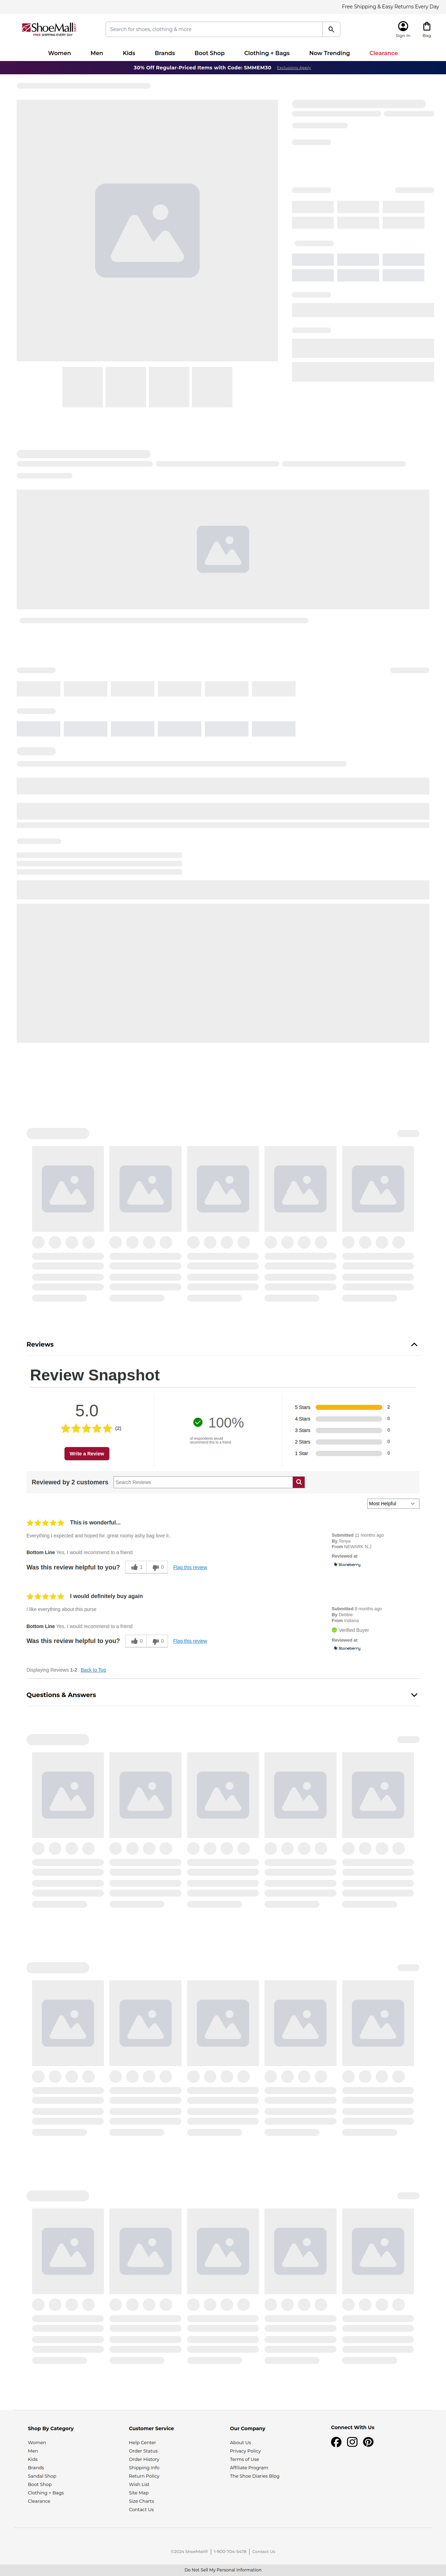 Free Shipping & Easy Returns Every Day
ShoeMall
FREE SHIPPING EVERY DAY
Search for shoes, clothing & more
Sign In
Bag
Women
Men
Kids
Brands
Boot Shop
Clothing + Bags
Now Trending
Clearance
30% Off Regular-Priced Items with Code: SMMEM30
Exclusions Apply.
Reviews
Review Snapshot
5.0
(2)
Write a Review
100%
of respondents would
recommend this to a friend
5 Stars 2
4 Stars 0
3 Stars 0
2 Stars 0
1 Star 0
Reviewed by 2 customers
Search Reviews
Most Helpful
This is wonderful...
Everything I expected and hoped for..great roomy ashy bag love it..
Bottom Line Yes, I would recommend to a friend
Was this review helpful to you? 1 0 Flag this review
Submitted 11 months ago
By Tonya
From NEWARK N.J
Reviewed at
Stoneberry
I would definitely buy again
I like everything about this purse
Bottom Line Yes, I would recommend to a friend
Was this review helpful to you? 0 0 Flag this review
Submitted 8 months ago
By Debbie
From Indiana
Verified Buyer
Reviewed at
Stoneberry
Displaying Reviews 1-2 Back to Top
Questions & Answers
Shop By Category
Women
Men
Kids
Brands
Sandal Shop
Boot Shop
Clothing + Bags
Clearance
Customer Service
Help Center
Order Status
Order History
Shipping Info
Return Policy
Wish List
Site Map
Size Charts
Contact Us
Our Company
About Us
Privacy Policy
Terms of Use
Affiliate Program
The Shoe Diaries Blog
Connect With Us
©2024 ShoeMall® | 1-800-704-5478 | Contact Us
Do Not Sell My Personal Information